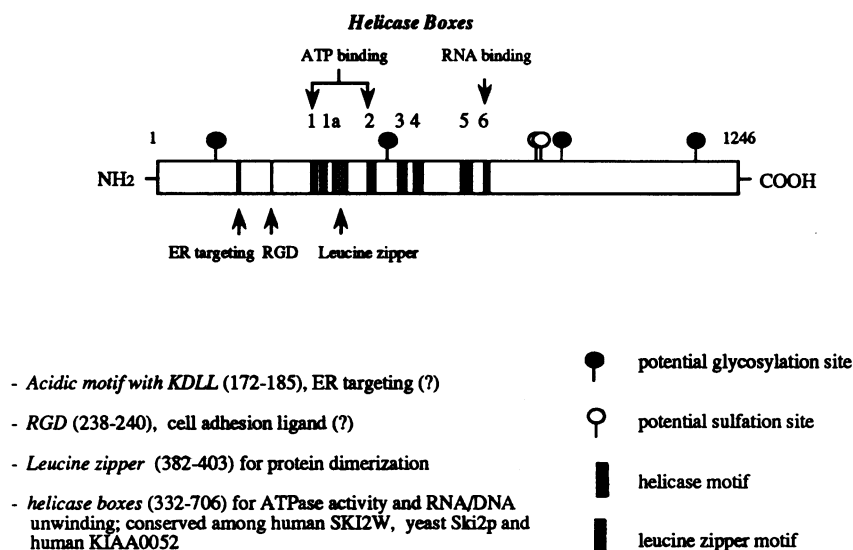 Helicase Boxes
ATP binding RNA binding
1 1 1a 2 3 4 5 6 1246
NH2 COOH
ER targeting RGD Leucine zipper
- Acidic motif with KDLL (172-185), ER targeting (?)
- RGD (238-240), cell adhesion ligand (?)
- Leucine zipper (382-403) for protein dimerization
- helicase boxes (332-706) for ATPase activity and RNA/DNA
unwinding; conserved among human SKI2W, yeast Ski2p and
human KIAA0052
potential glycosylation site
potential sulfation site
helicase motif
leucine zipper motif